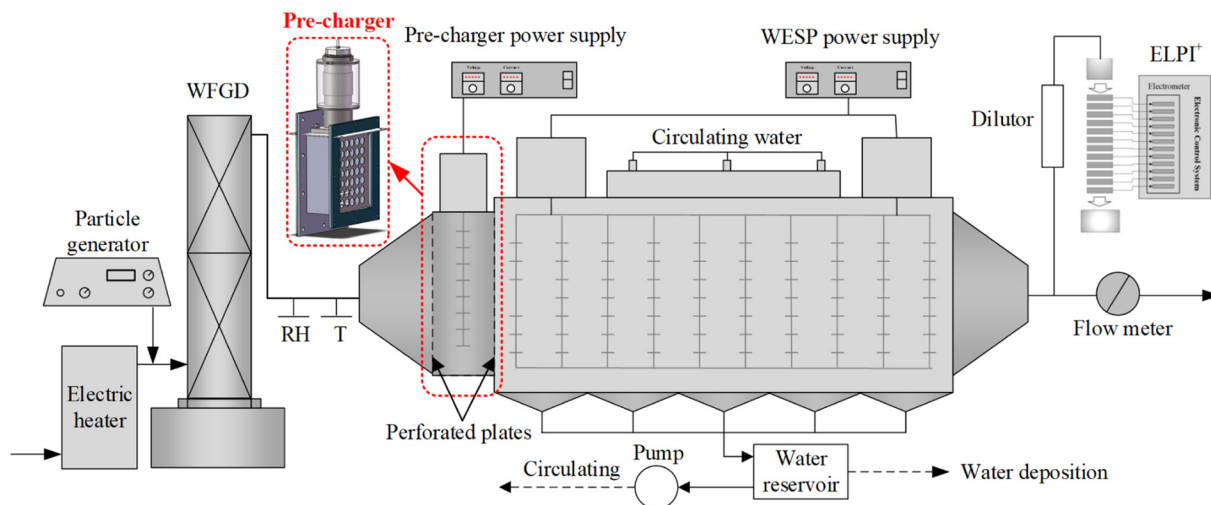 Pre-charger
Pre-charger power supply
Voltage Current
WESP power supply
Voltage Current
ELPI+
Electrometer
Electronic Control System
Dilutor
WFGD
Circulating water
Particle
generator
RH
T
Flow meter
Electric
heater
Perforated plates
Circulating
Pump
Water
reservoir
Water deposition